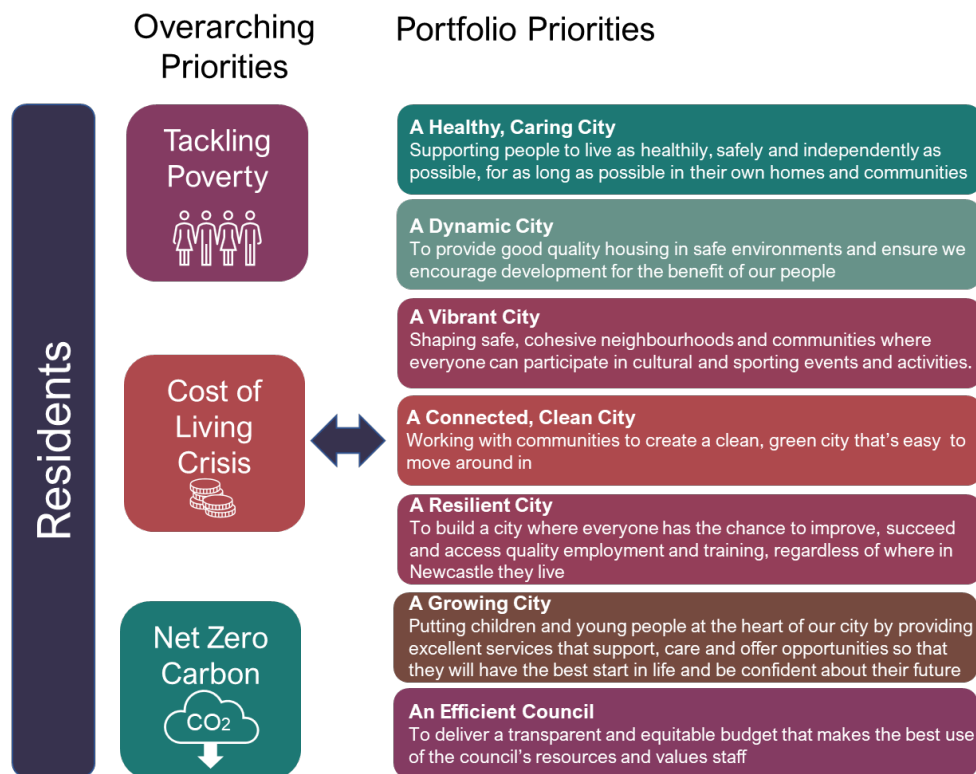 Overarching
Priorities
Portfolio Priorities
Residents
Tackling
Poverty
Cost of
Living
Crisis
Net Zero
Carbon
CO2
A Healthy, Caring City
Supporting people to live as healthily, safely and independently as
possible, for as long as possible in their own homes and communities
A Dynamic City
To provide good quality housing in safe environments and ensure we
encourage development for the benefit of our people
A Vibrant City
Shaping safe, cohesive neighbourhoods and communities where
everyone can participate in cultural and sporting events and activities.
A Connected, Clean City
Working with communities to create a clean, green city that's easy to
move around in
A Resilient City
To build a city where everyone has the chance to improve, succeed
and access quality employment and training, regardless of where in
Newcastle they live
A Growing City
Putting children and young people at the heart of our city by providing
excellent services that support, care and offer opportunities so that
they will have the best start in life and be confident about their future
An Efficient Council
To deliver a transparent and equitable budget that makes the best use
of the council's resources and values staff